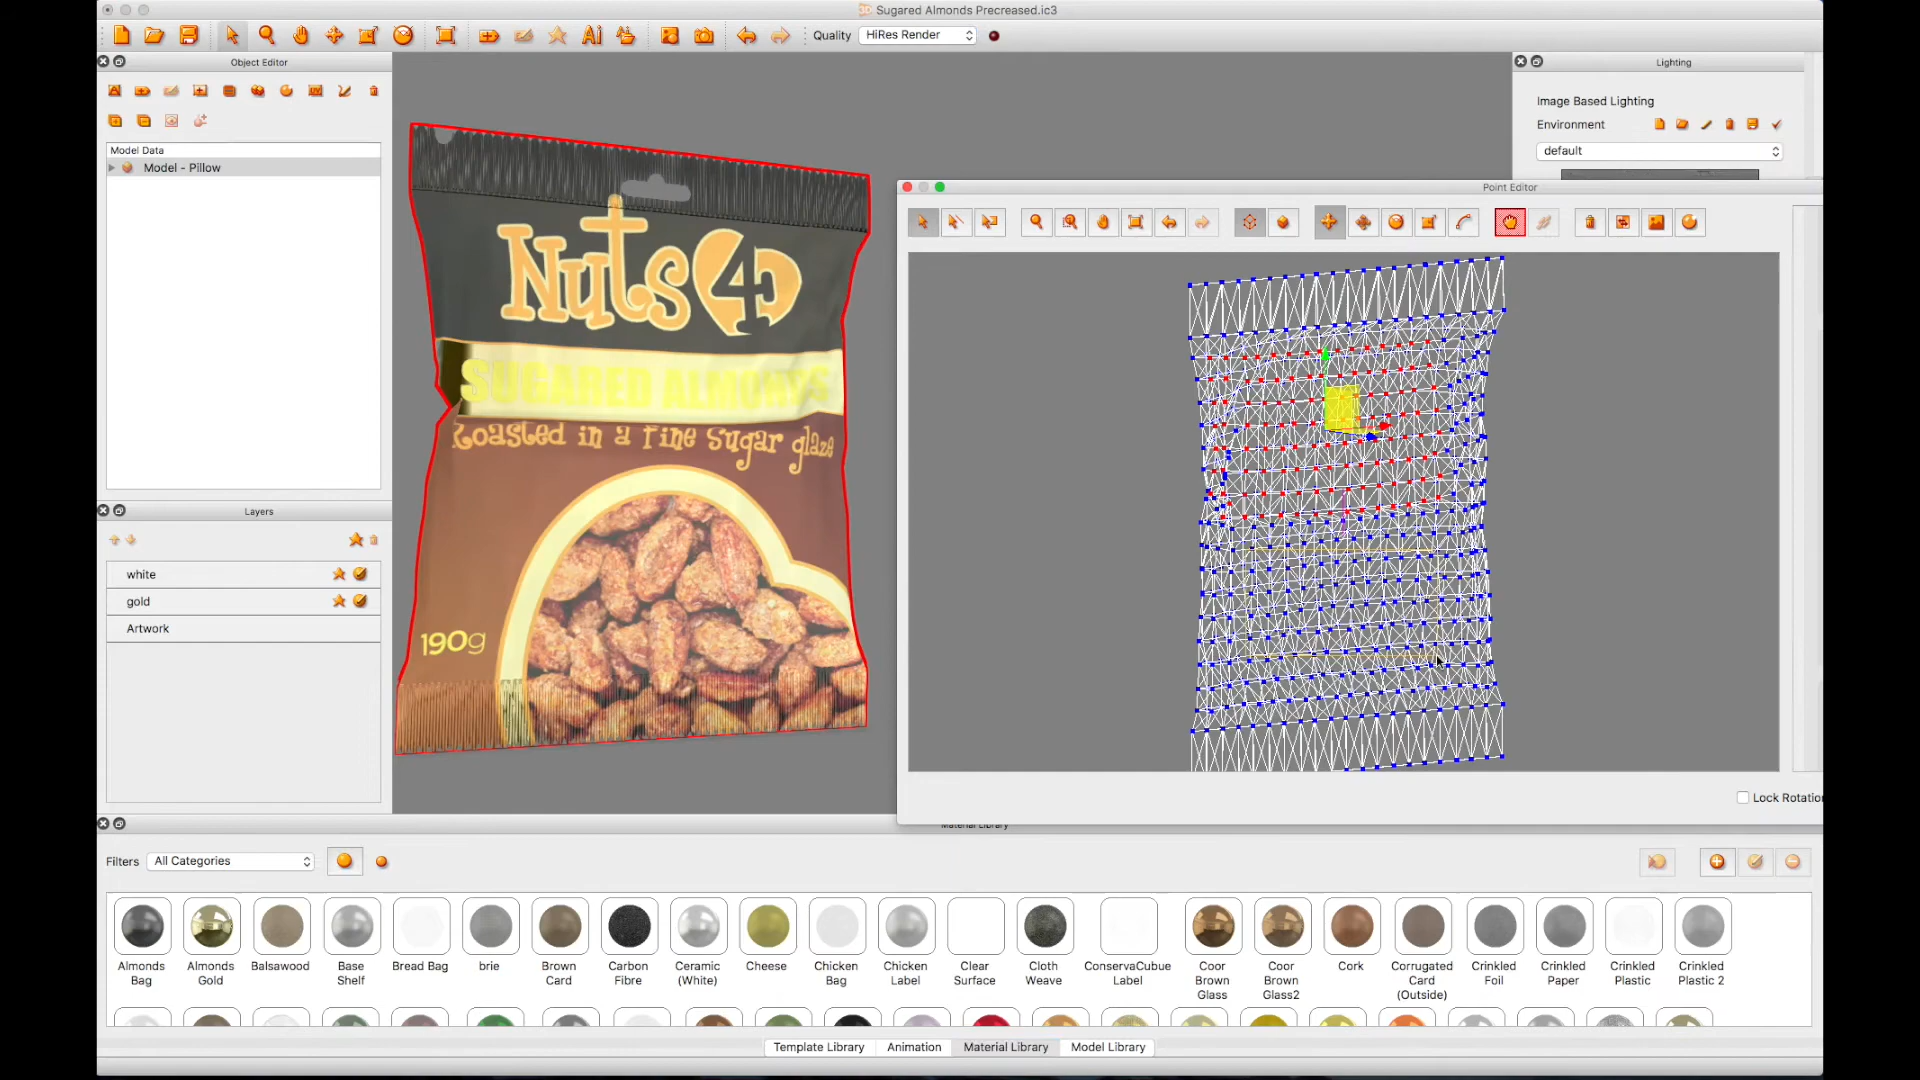 Sugared Almonds Precreased.ic3
Quality HiRes Render
Object Editor
Model Data
Model - Pillow
Layers
white
gold
Artwork
Nuts4D
SUGARED ALMONDS
Roasted in a fine Sugar glaze
190g
Lighting
Image Based Lighting
Environment
default
Point Editor
Lock Rotation
Material Library
Filters All Categories
Almonds Bag
Almonds Gold
Balsawood
Base Shelf
Bread Bag
brie
Brown Card
Carbon Fibre
Ceramic (White)
Cheese
Chicken Bag
Chicken Label
Clear Surface
Cloth Weave
ConservaCubue Label
Coor Brown Glass
Coor Brown Glass2
Cork
Corrugated Card (Outside)
Crinkled Foil
Crinkled Paper
Crinkled Plastic
Crinkled Plastic 2
Template Library Animation Material Library Model Library